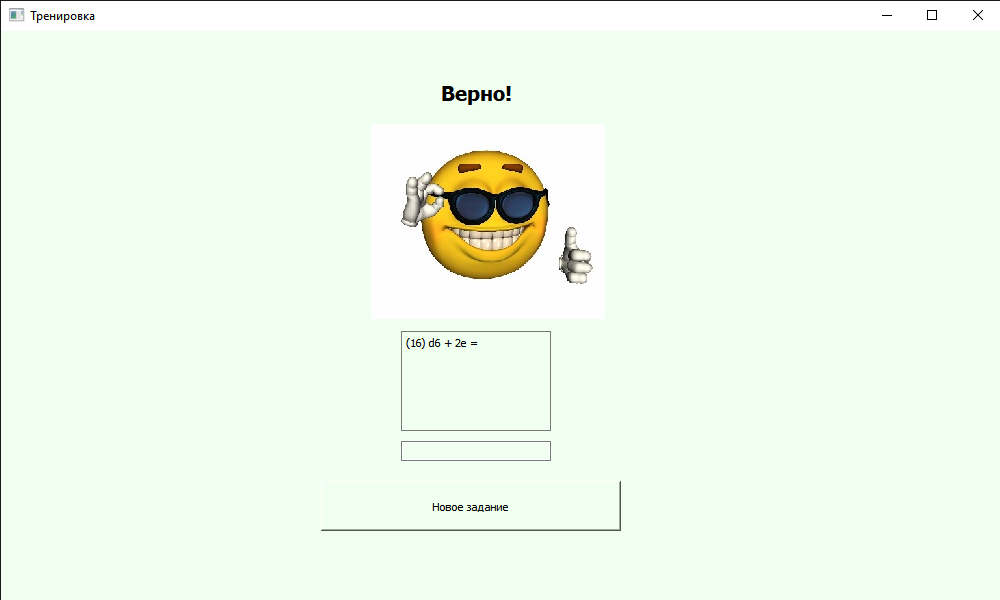 Тренировка
Верно!
(16) d6 + 2e =
Новое задание